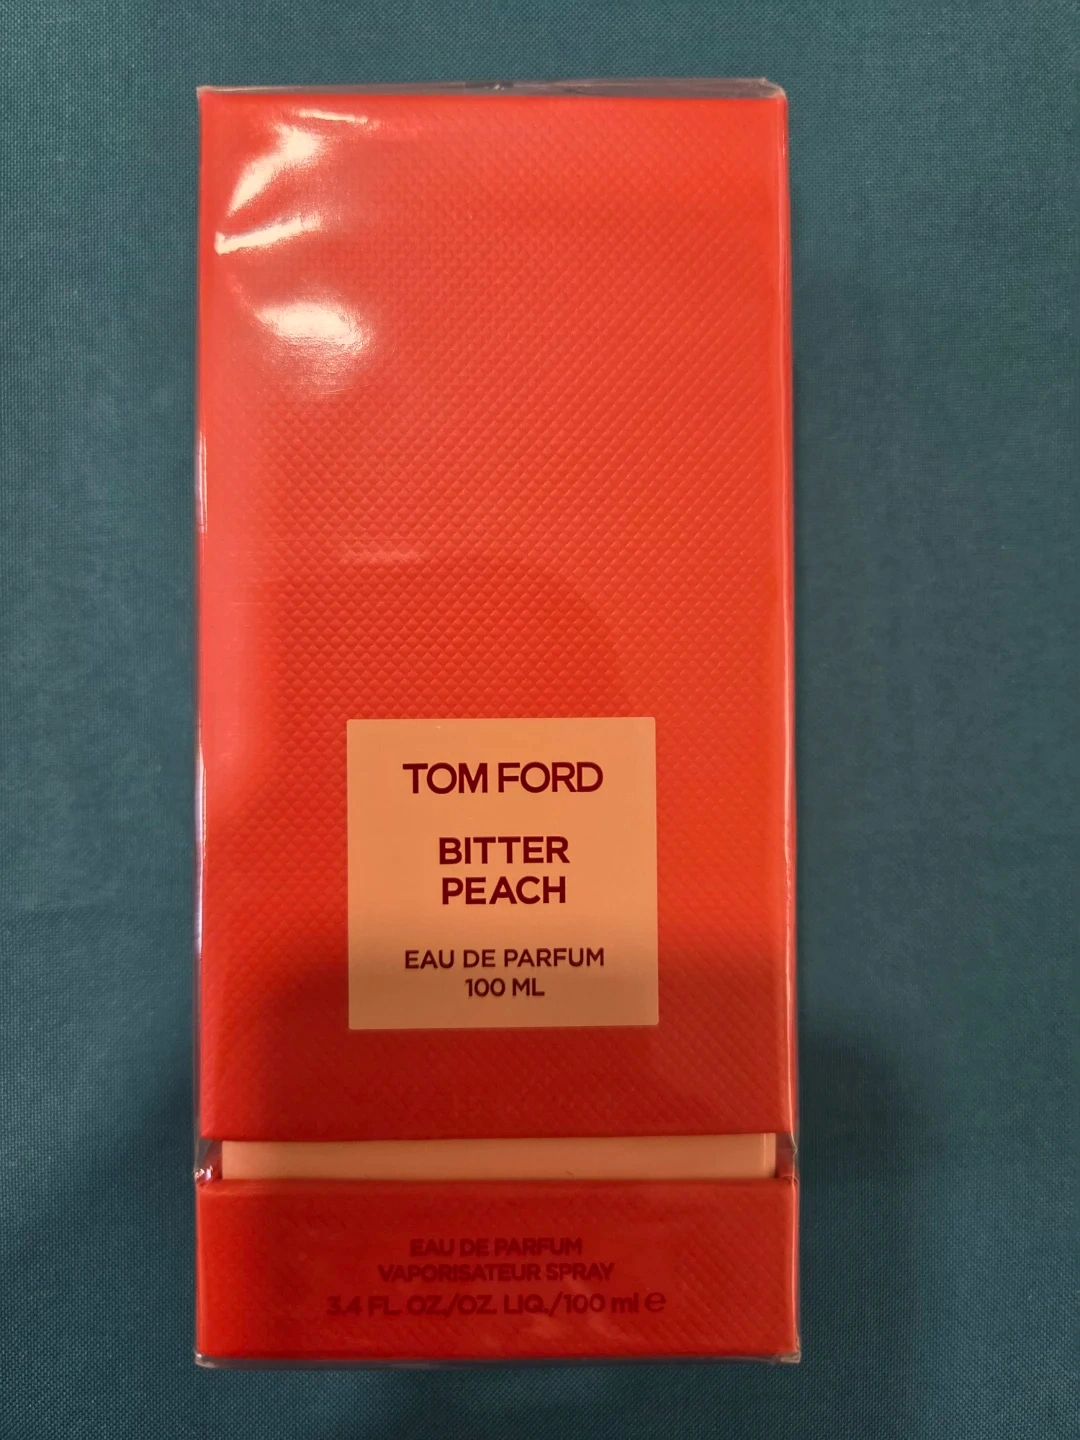 TOM FORD
BITTER
PEACH
EAU DE PARFUM
100 ML
EAU DE PARFUM
VAPORISATEUR SPRAY
3.4 FL. OZ./OZ. LIQ./100 ml ℮